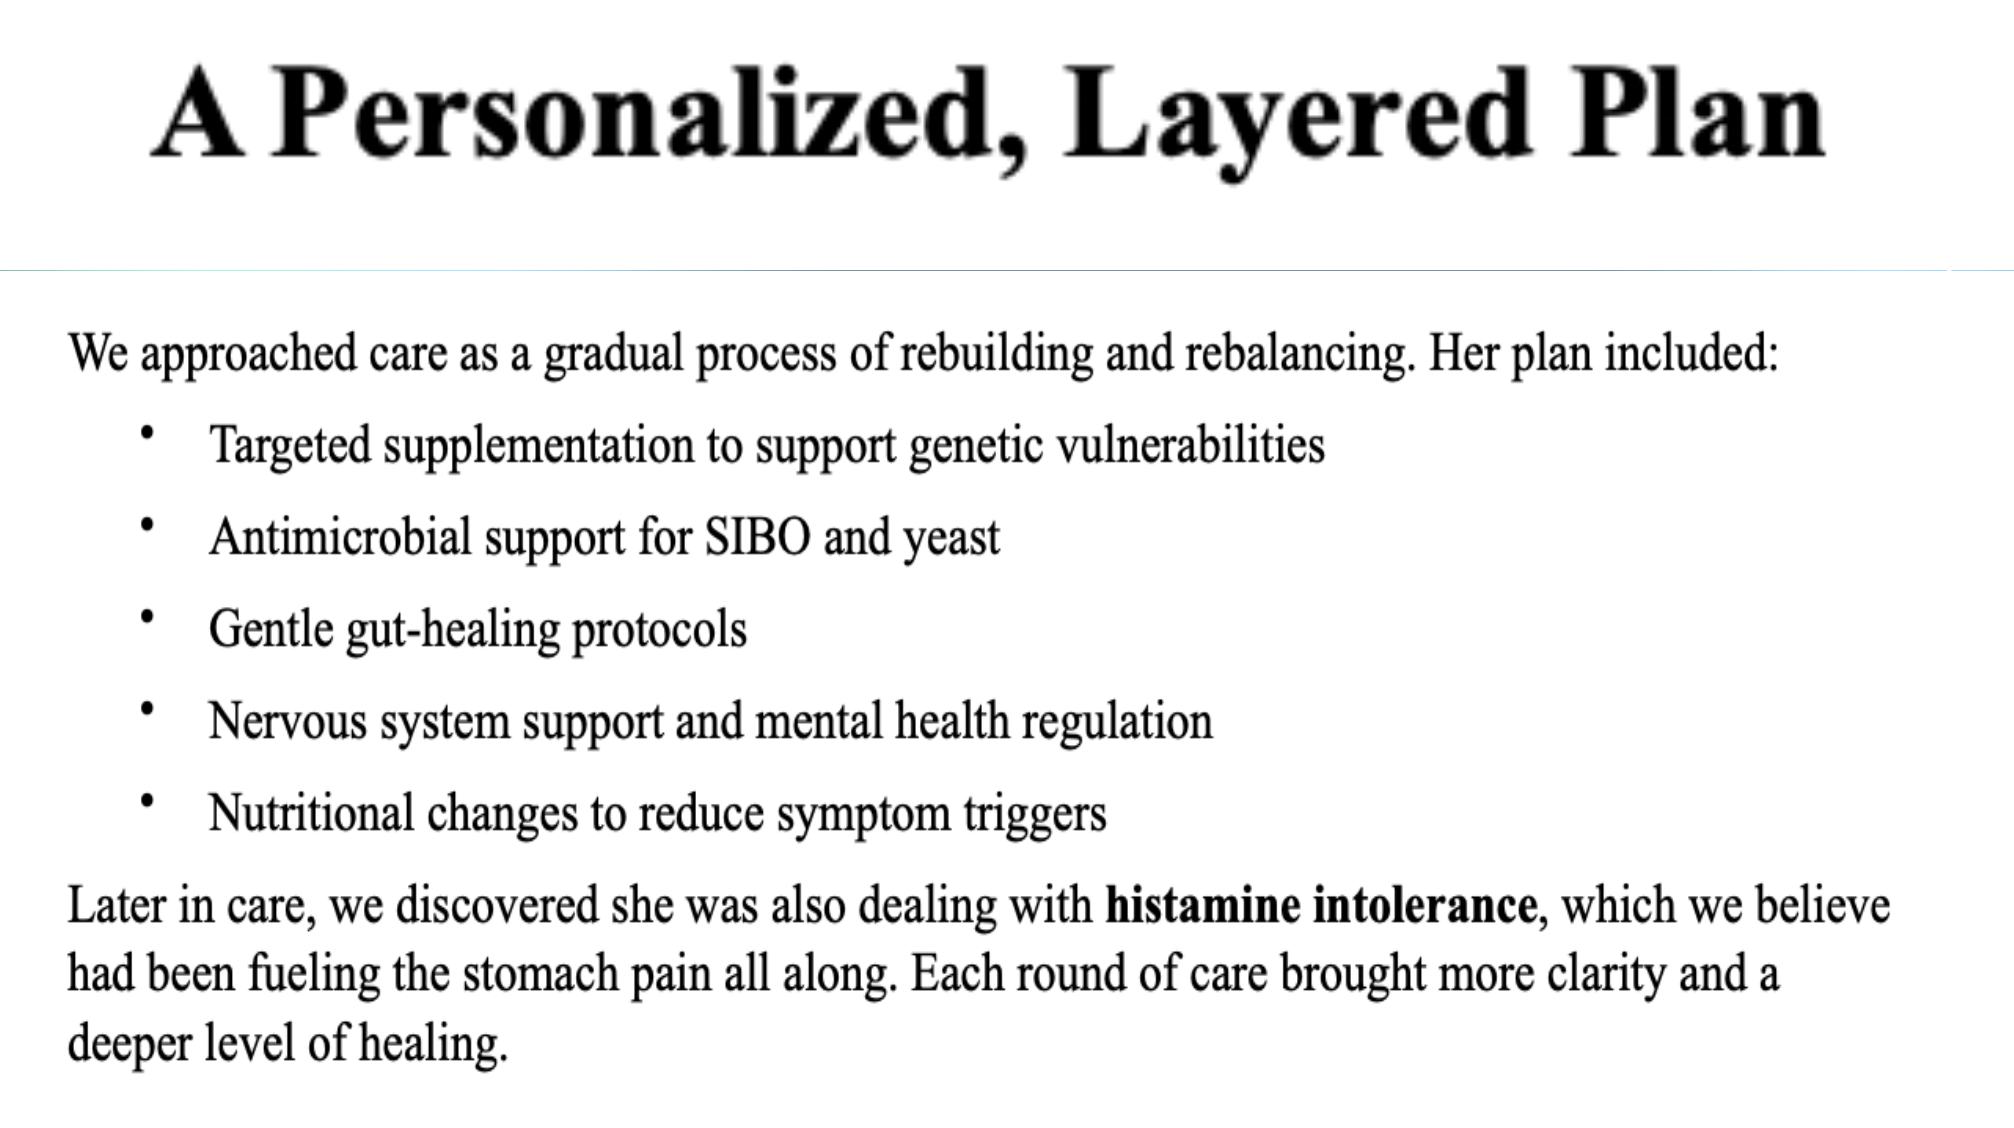 A Personalized, Layered Plan
We approached care as a gradual process of rebuilding and rebalancing. Her plan included:
• Targeted supplementation to support genetic vulnerabilities
• Antimicrobial support for SIBO and yeast
• Gentle gut-healing protocols
• Nervous system support and mental health regulation
• Nutritional changes to reduce symptom triggers
Later in care, we discovered she was also dealing with histamine intolerance, which we believe
had been fueling the stomach pain all along. Each round of care brought more clarity and a
deeper level of healing.